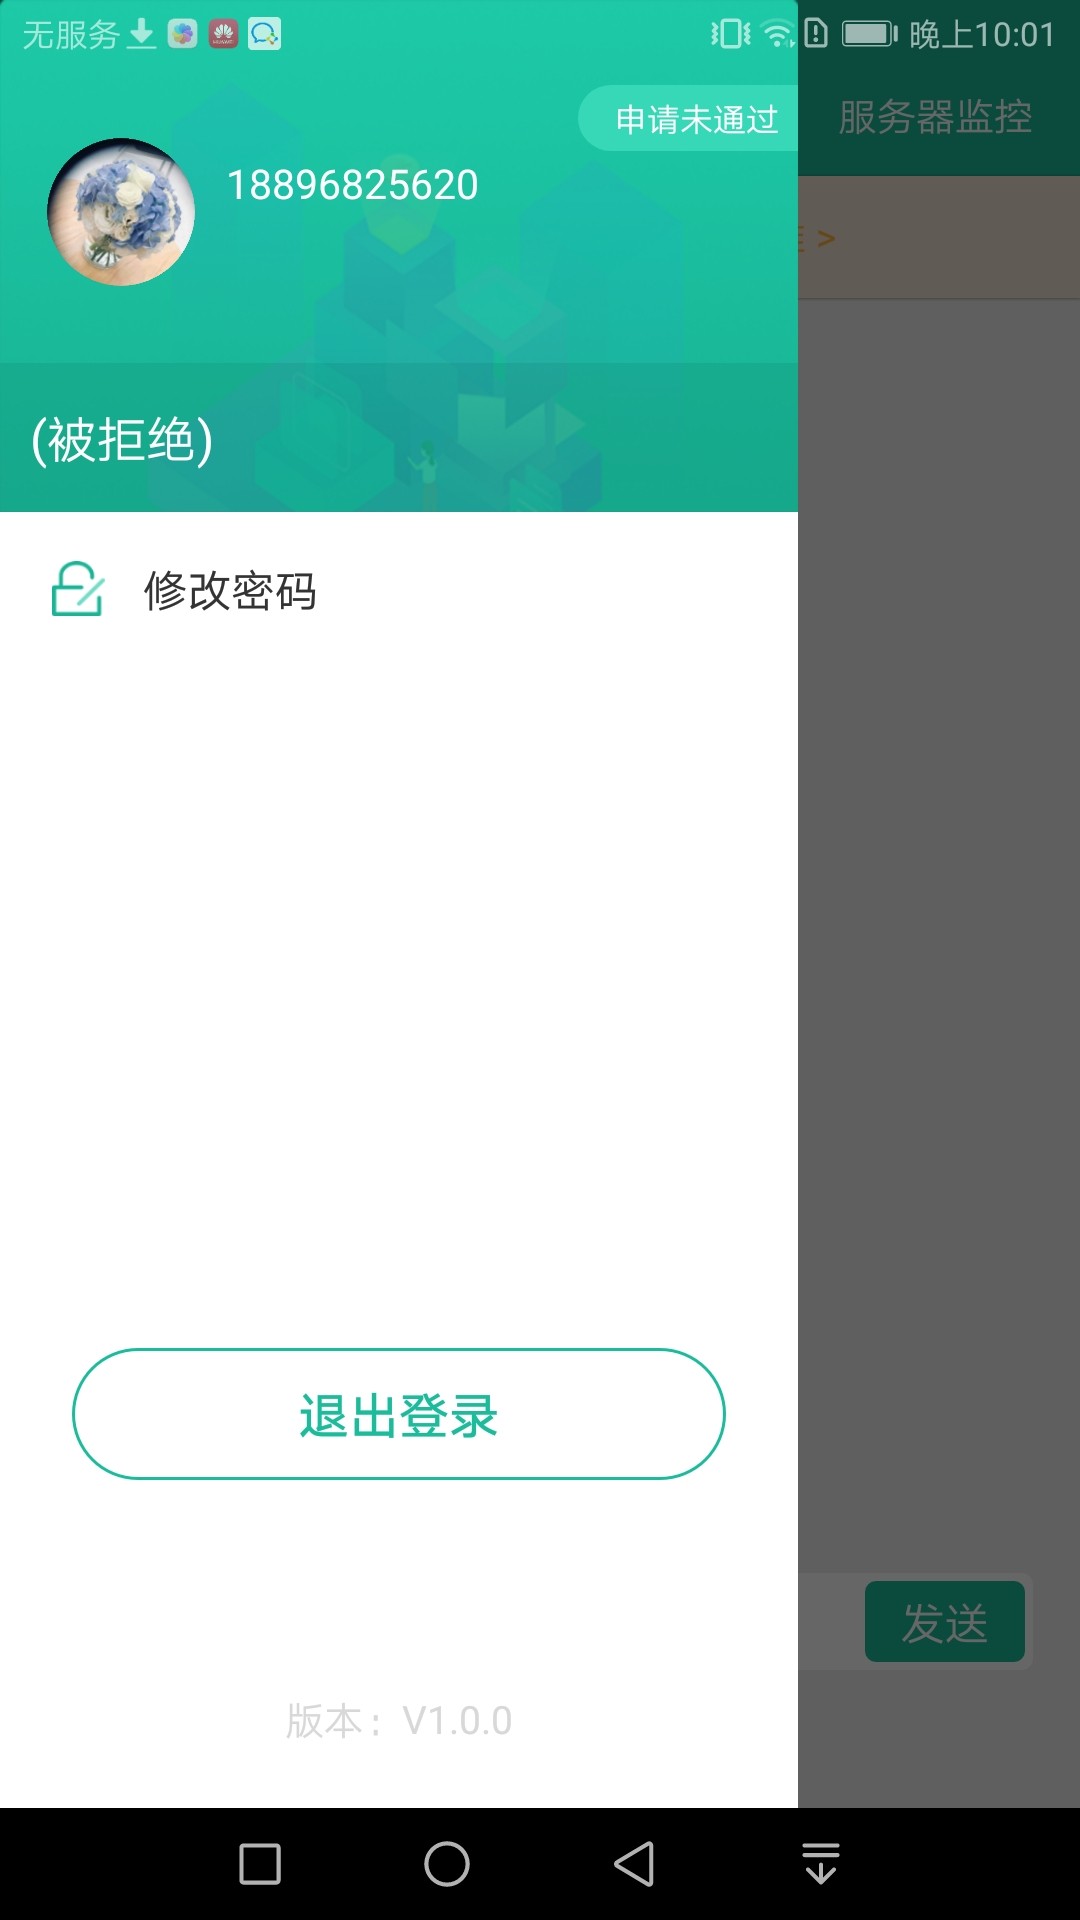 无服务
晚上10:01
申请未通过
服务器监控
18896825620
>
(被拒绝)
修改密码
退出登录
发送
版本：V1.0.0